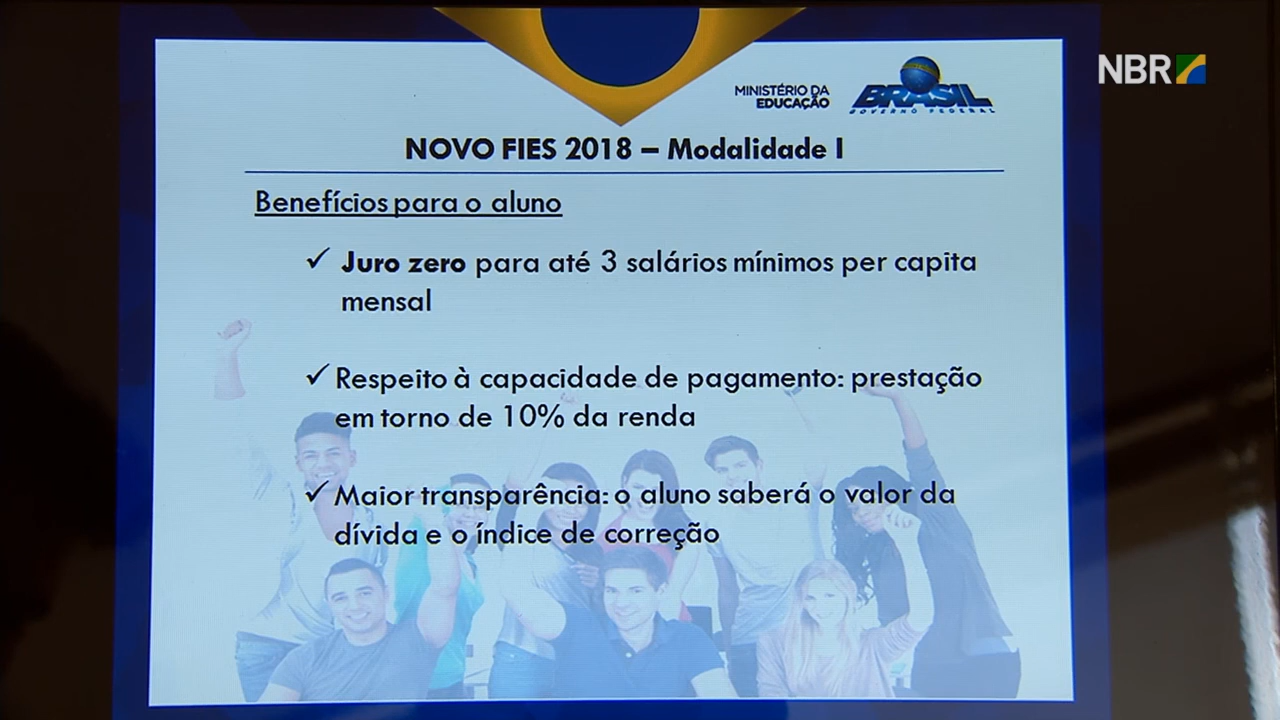 NBR
MINISTÉRIO DA
EDUCAÇÃO
BRASIL
GOVERNO FEDERAL
NOVO FIES 2018 – Modalidade I
Benefícios para o aluno
✓ Juro zero para até 3 salários mínimos per capita
mensal
✓ Respeito à capacidade de pagamento: prestação
em torno de 10% da renda
✓ Maior transparência: o aluno saberá o valor da
dívida e o índice de correção